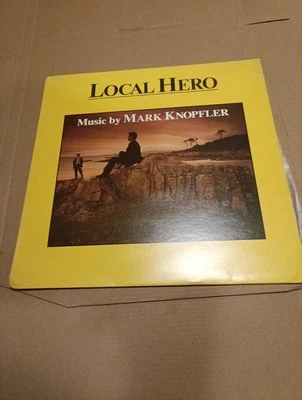 LOCAL HERO
Music by MARK KNOPFLER